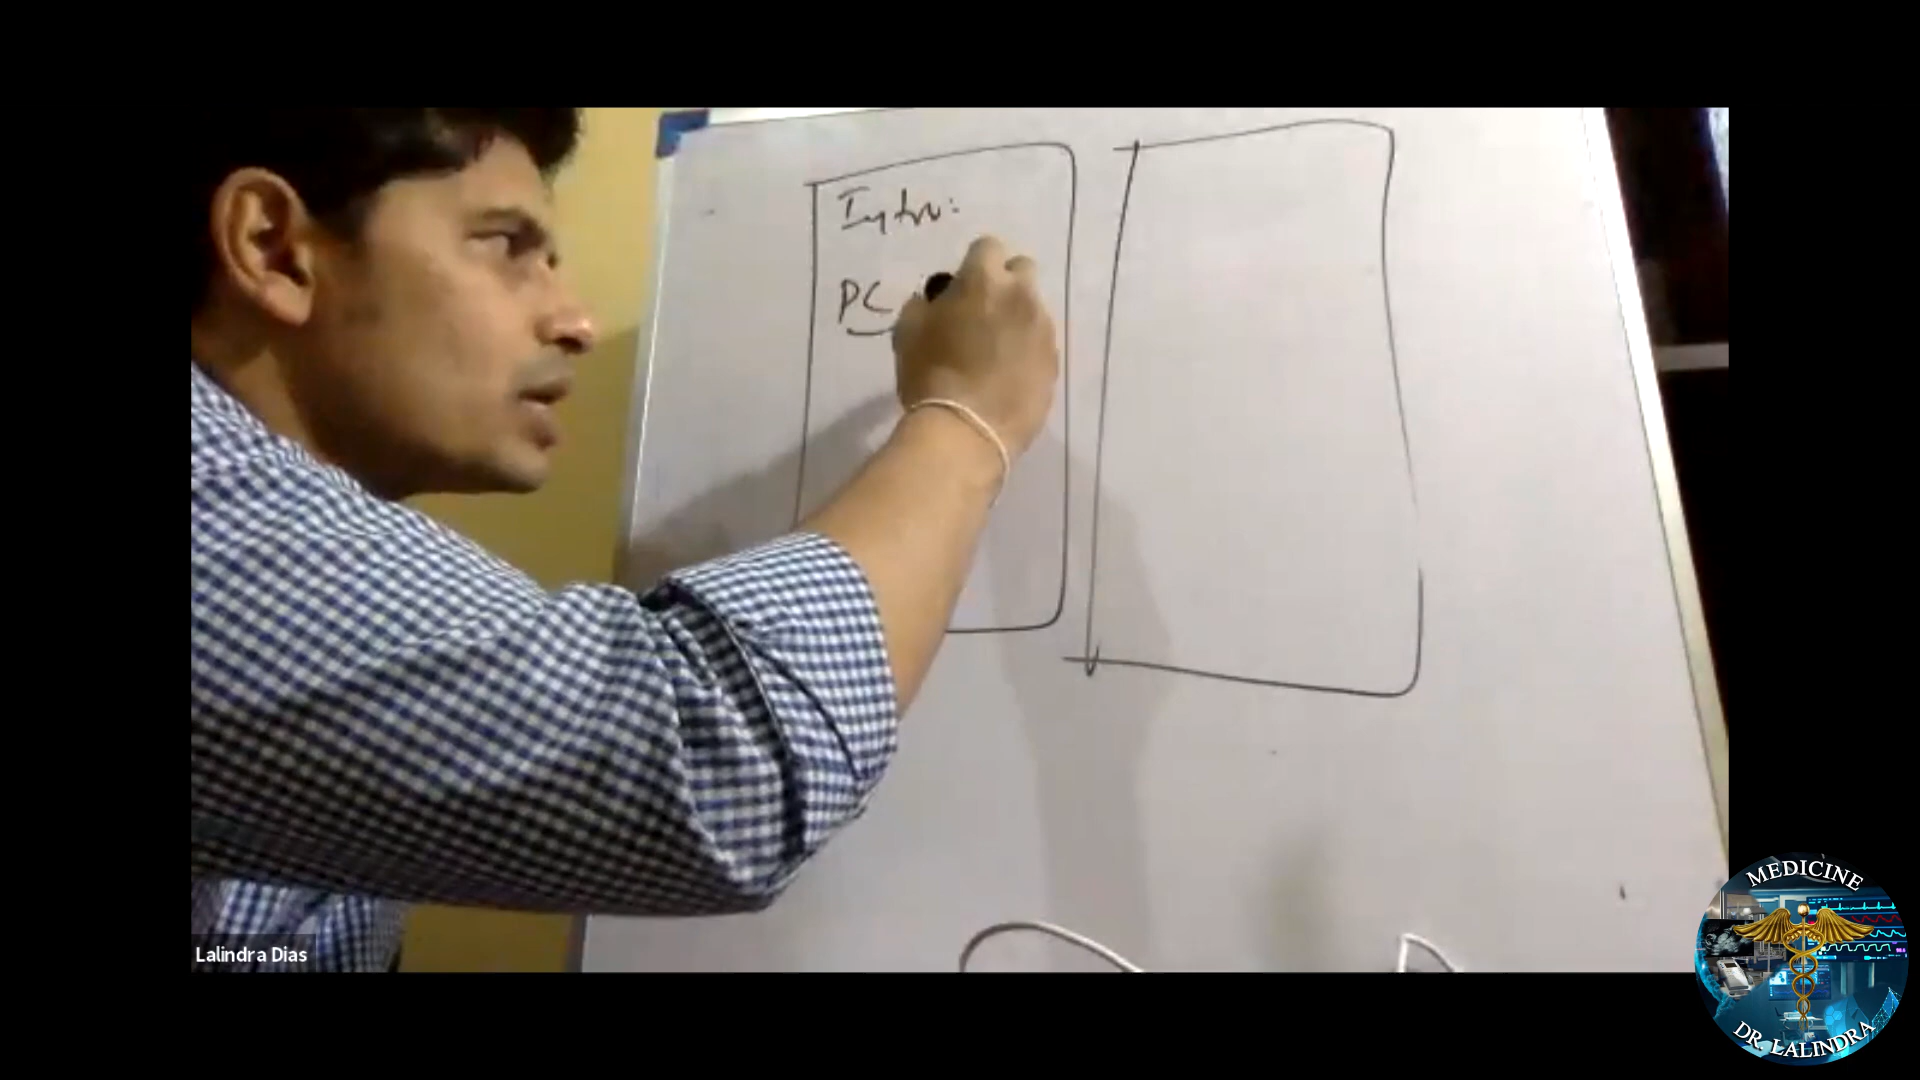 Intro:
PC
Lalindra Dias
MEDICINE
DR. LALINDRA